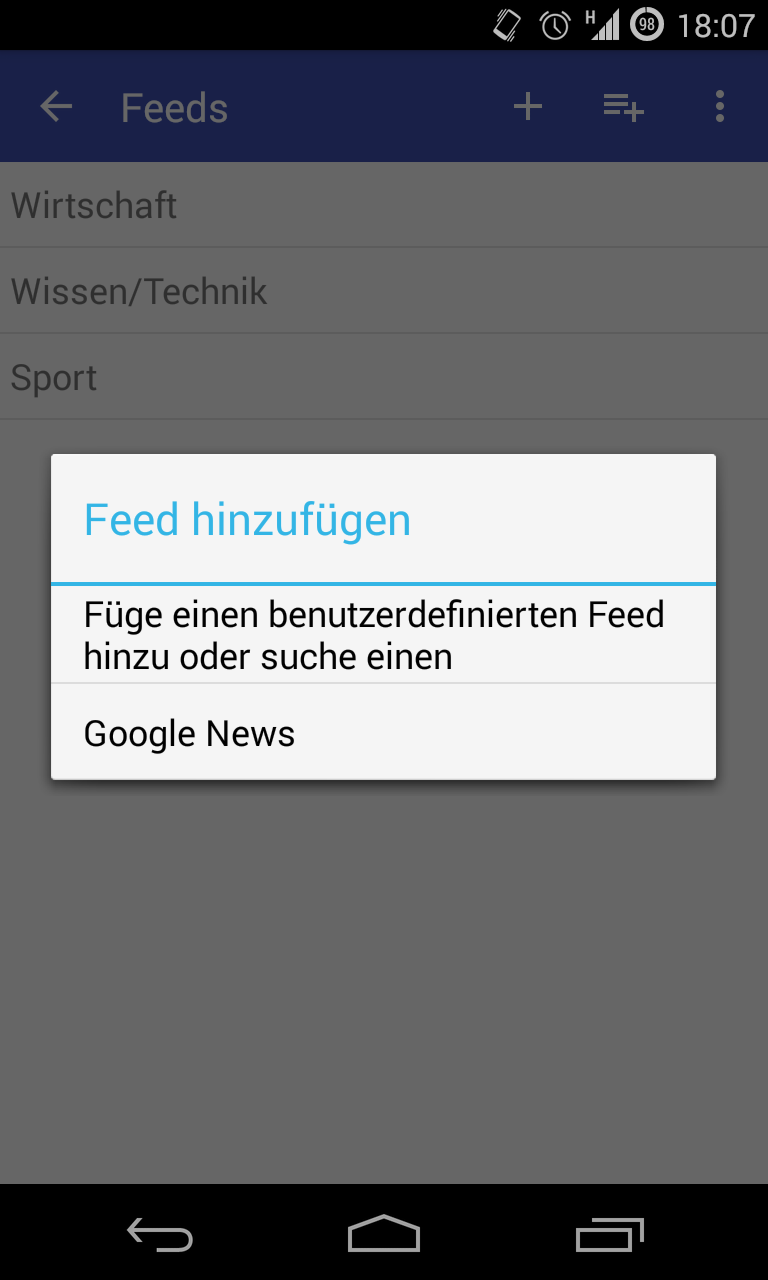 H 98 18:07
Feeds
Wirtschaft
Wissen/Technik
Sport
Feed hinzufügen
Füge einen benutzerdefinierten Feed
hinzu oder suche einen
Google News